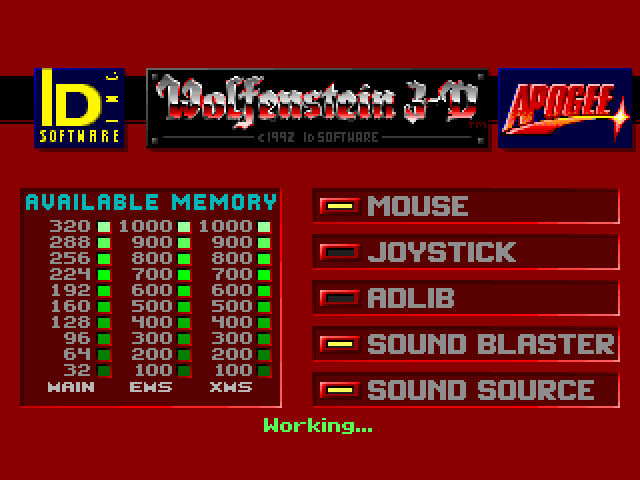 ID INC
SOFTWARE
Wolfenstein 3-D TM
©1992 ID SOFTWARE
APOGEE
AVAILABLE MEMORY
320 1000 1000
288 900 900
256 800 800
224 700 700
192 600 600
160 500 500
128 400 400
96 300 300
64 200 200
32 100 100
MAIN EMS XMS
MOUSE
JOYSTICK
ADLIB
SOUND BLASTER
SOUND SOURCE
Working...